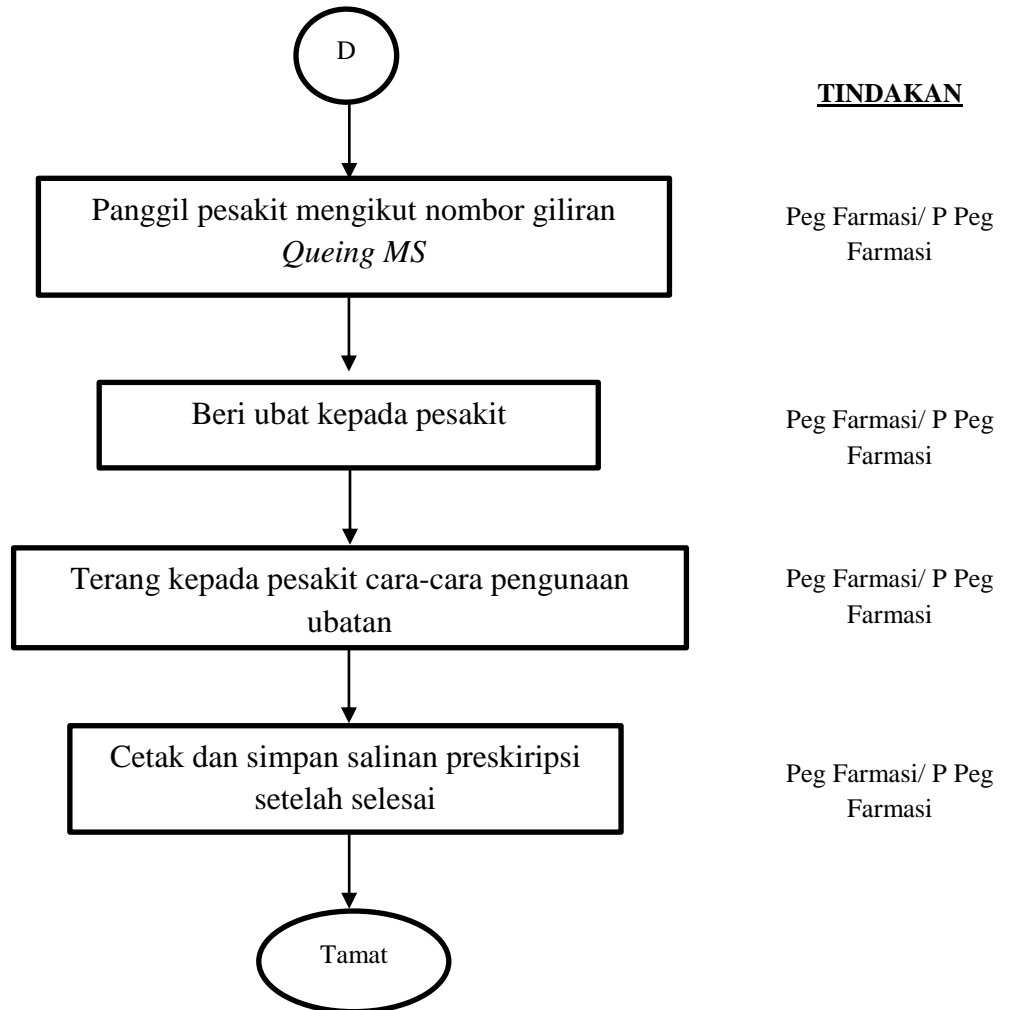 D
TINDAKAN
Panggil pesakit mengikut nombor giliran
Queing MS
Peg Farmasi/ P Peg
Farmasi
Beri ubat kepada pesakit
Peg Farmasi/ P Peg
Farmasi
Terang kepada pesakit cara-cara pengunaan
ubatan
Peg Farmasi/ P Peg
Farmasi
Cetak dan simpan salinan preskiripsi
setelah selesai
Peg Farmasi/ P Peg
Farmasi
Tamat